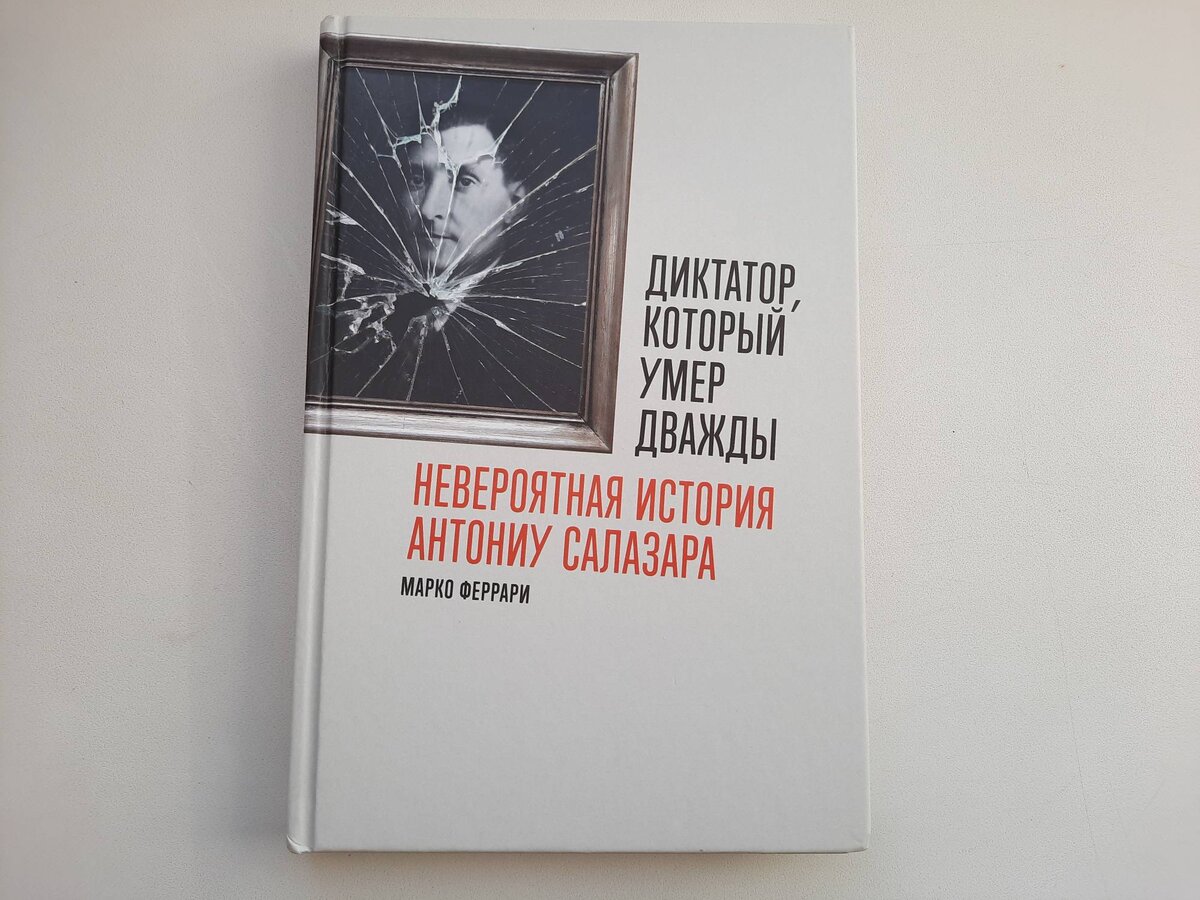 ДИКТАТОР,
КОТОРЫЙ
УМЕР
ДВАЖДЫ
НЕВЕРОЯТНАЯ ИСТОРИЯ
АНТОНИУ САЛАЗАРА
МАРКО ФЕРРАРИ